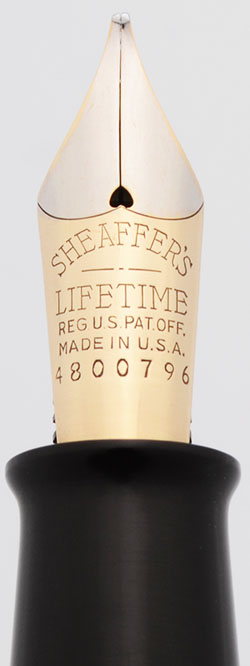 SHEAFFER'S
LIFETIME
REG U.S. PAT. OFF.
MADE IN U.S.A.
4800796